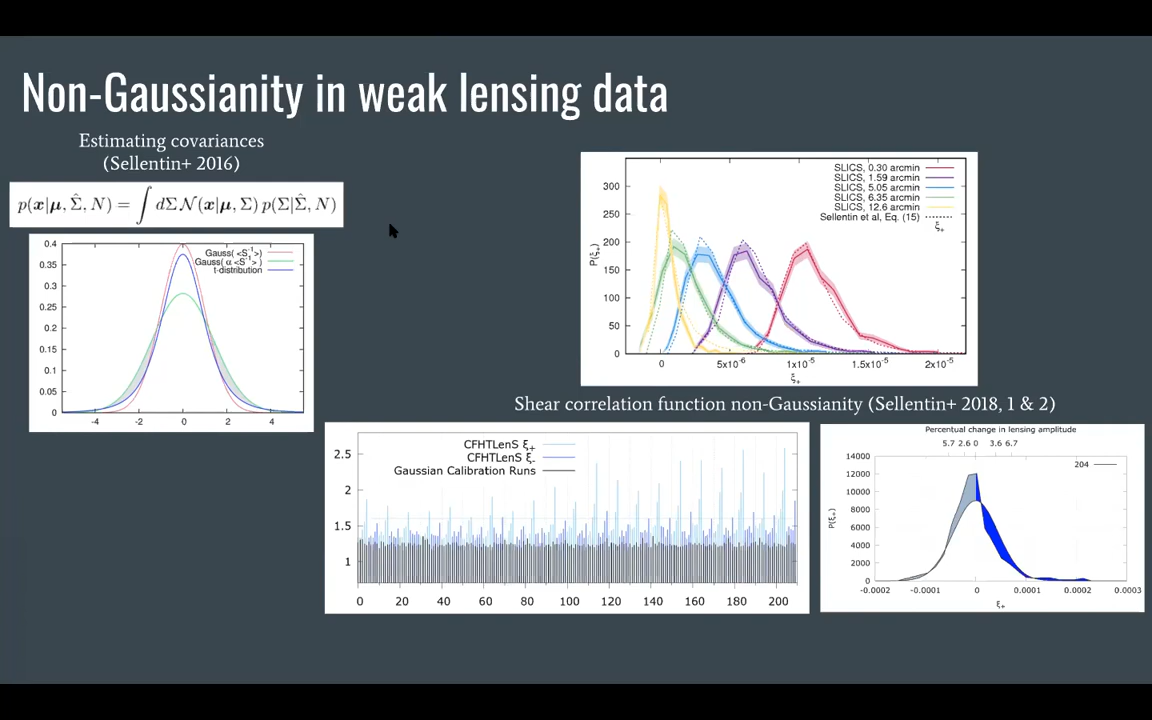 Non-Gaussianity in weak lensing data
Estimating covariances
(Sellentin+ 2016)
p(x|μ, Σ̂, N) = ∫ dΣ 𝒩(x|μ, Σ) p(Σ|Σ̂, N)
Gauss( <S⁻¹>)
Gauss( α <S⁻¹> )
t-distribution
0.4
0.35
0.3
0.25
0.2
0.15
0.1
0.05
0
-4 -2 0 2 4
SLICS, 0.30 arcmin
SLICS, 1.59 arcmin
SLICS, 5.05 arcmin
SLICS, 6.35 arcmin
SLICS, 12.6 arcmin
Sellentin et al, Eq. (15)
ξ₊
P(ξ₊)
300
250
200
150
100
50
0
0 5x10⁻⁶ 1x10⁻⁵ 1.5x10⁻⁵ 2x10⁻⁵
ξ₊
Shear correlation function non-Gaussianity (Sellentin+ 2018, 1 & 2)
CFHTLenS ξ₊
CFHTLenS ξ₋
Gaussian Calibration Runs
2.5
2
1.5
1
0 20 40 60 80 100 120 140 160 180 200
Percentual change in lensing amplitude
5.7 2.6 0 3.6 6.7
204
P(ξ₊)
14000
12000
10000
8000
6000
4000
2000
0
-0.0002 -0.0001 0 0.0001 0.0002 0.0003
ξ₊